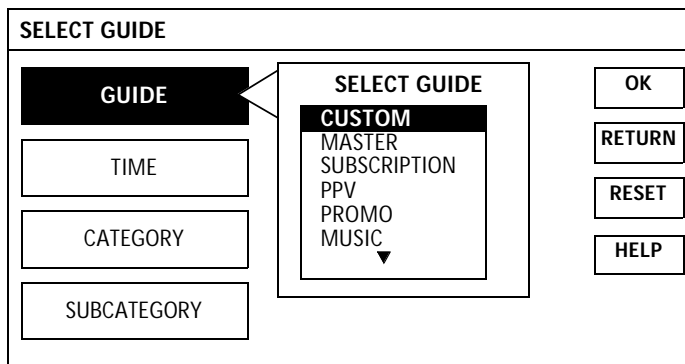 SELECT GUIDE
GUIDE
TIME
CATEGORY
SUBCATEGORY
SELECT GUIDE
CUSTOM
MASTER
SUBSCRIPTION
PPV
PROMO
MUSIC
OK
RETURN
RESET
HELP